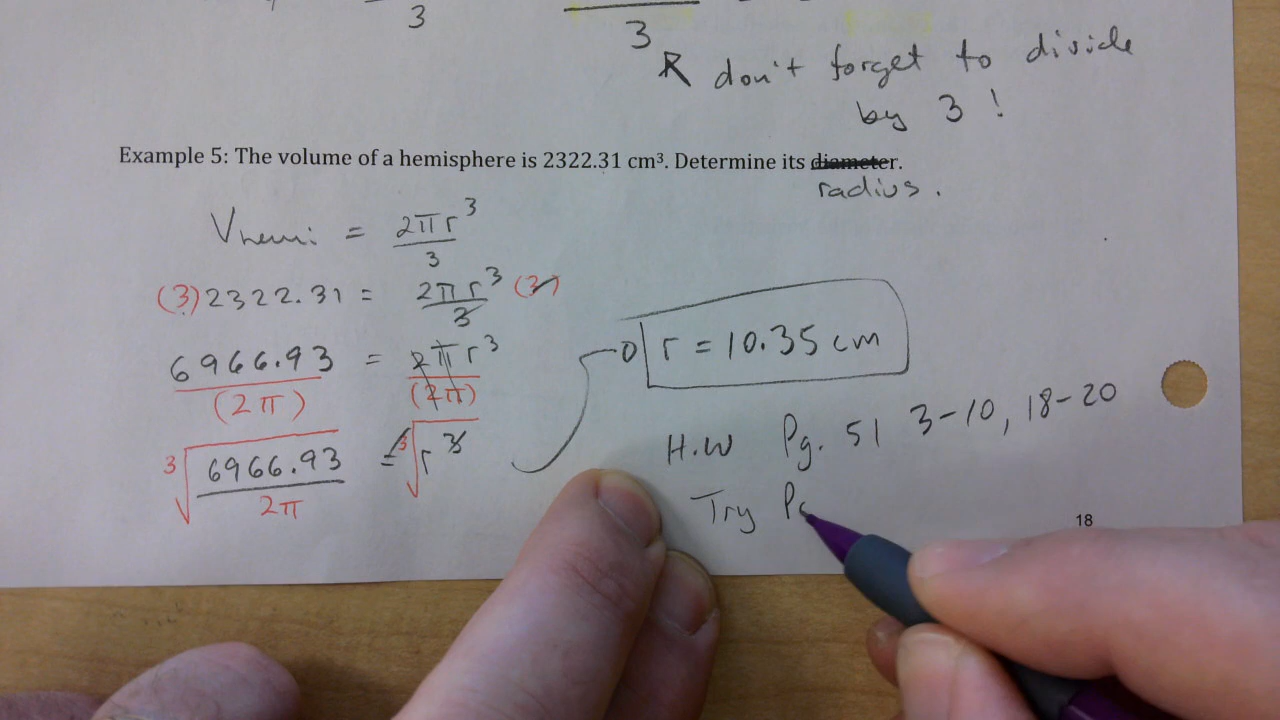 3
3
don't forget to divide
by 3 !
Example 5: The volume of a hemisphere is 2322.31 cm³. Determine its diameter.
radius.
Vhemi = 2πr³/3
(3)2322.31 = 2πr³/3 (3)
6966.93/(2π) = 2πr³/(2π)
∛(6966.93/2π) = ∛r³
r = 10.35 cm
H.W Pg. 51 3-10, 18-20
Try
18